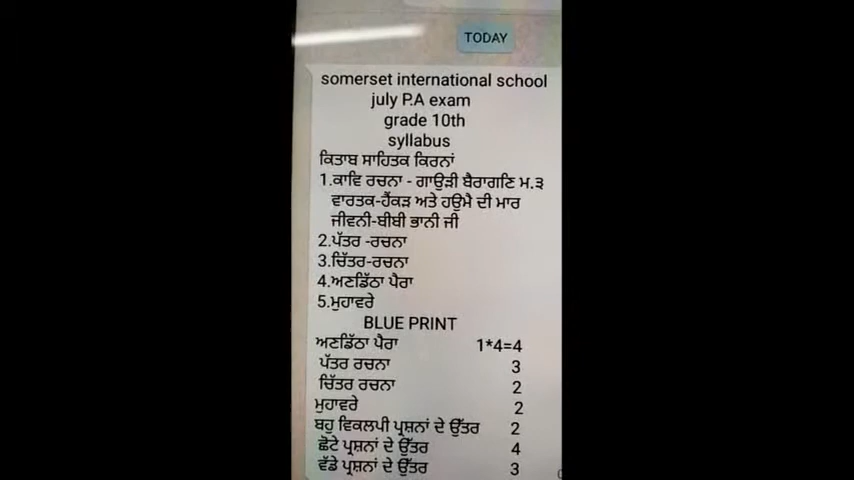 TODAY
somerset international school
july P.A exam
grade 10th
syllabus
ਕਿਤਾਬ ਸਾਹਿਤਕ ਕਿਰਨਾਂ
1.ਕਾਵਿ ਰਚਨਾ - ਗਾਉੜੀ ਬੈਰਾਗਣਿ ਮ.੩
ਵਾਰਤਕ-ਹੈਂਕੜ ਅਤੇ ਹਉਮੈ ਦੀ ਮਾਰ
ਜੀਵਨੀ-ਬੀਬੀ ਭਾਨੀ ਜੀ
2.ਪੱਤਰ -ਰਚਨਾ
3.ਚਿੱਤਰ-ਰਚਨਾ
4.ਅਣਡਿੱਠਾ ਪੈਰਾ
5.ਮੁਹਾਵਰੇ
BLUE PRINT
ਅਣਡਿੱਠਾ ਪੈਰਾ 1*4=4
ਪੱਤਰ ਰਚਨਾ 3
ਚਿੱਤਰ ਰਚਨਾ 2
ਮੁਹਾਵਰੇ 2
ਬਹੁ ਵਿਕਲਪੀ ਪ੍ਰਸ਼ਨਾਂ ਦੇ ਉੱਤਰ 2
ਛੋਟੇ ਪ੍ਰਸ਼ਨਾਂ ਦੇ ਉੱਤਰ 4
ਵੱਡੇ ਪ੍ਰਸ਼ਨਾਂ ਦੇ ਉੱਤਰ 3